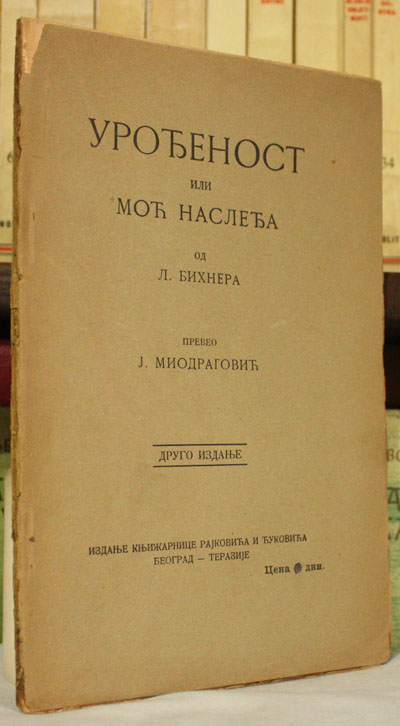 УРОЂЕНОСТ
ИЛИ
МОЋ НАСЛЕЂА
ОД
Л. БИХНЕРА
ПРЕВЕО
Ј. МИОДРАГОВИЋ
ДРУГО ИЗДАЊЕ
ИЗДАЊЕ КЊИЖАРНИЦЕ РАЈКОВИЋА И ЋУКОВИЋА
БЕОГРАД — ТЕРАЗИЈЕ
Цена дин.